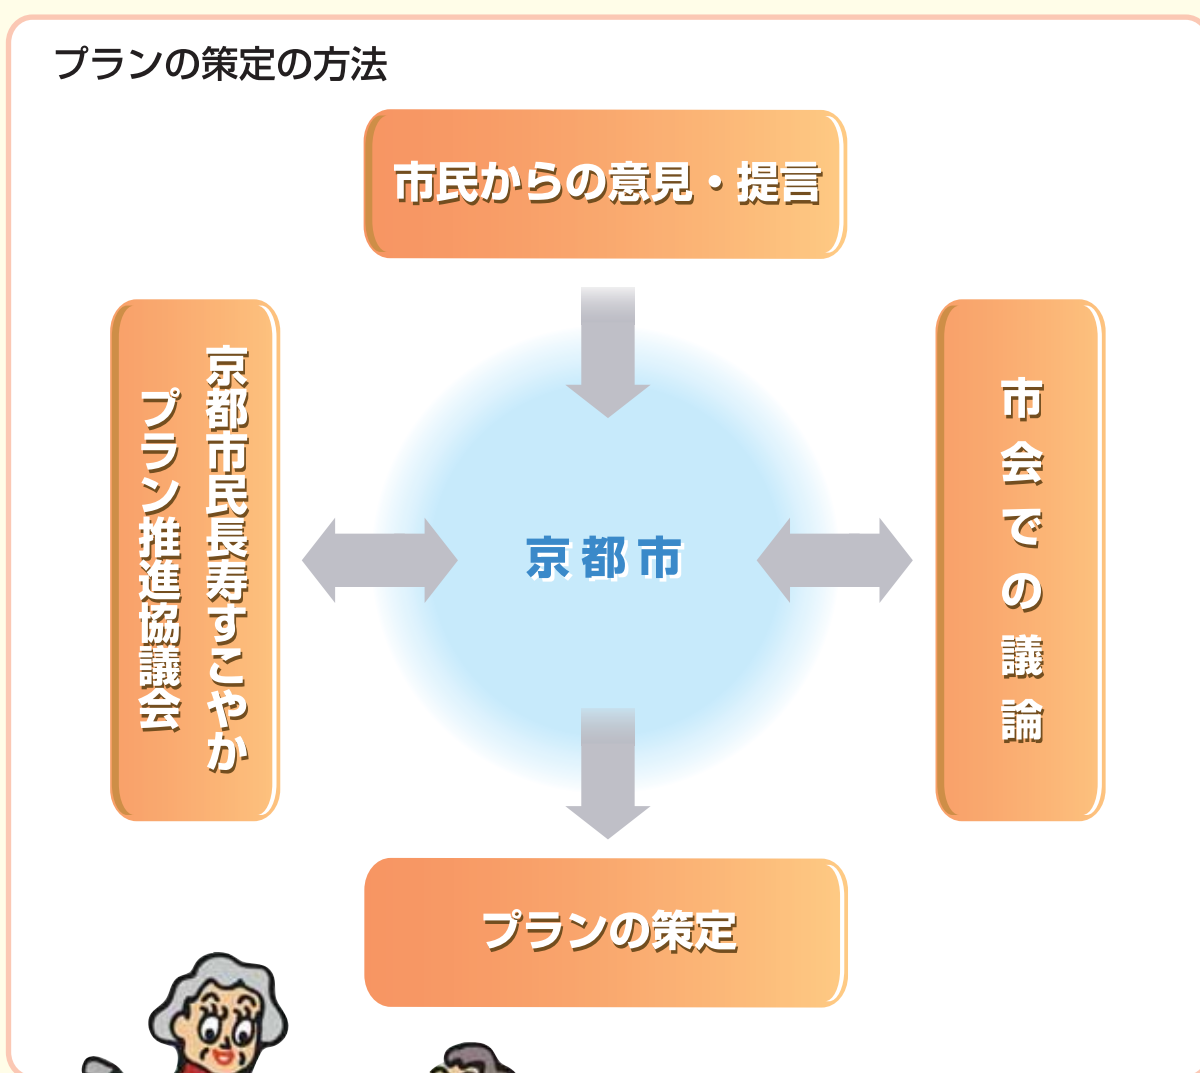 プランの策定の方法
市民からの意見・提言
京都市民長寿すこやか
プラン推進協議会
京都市
市会での議論
プランの策定